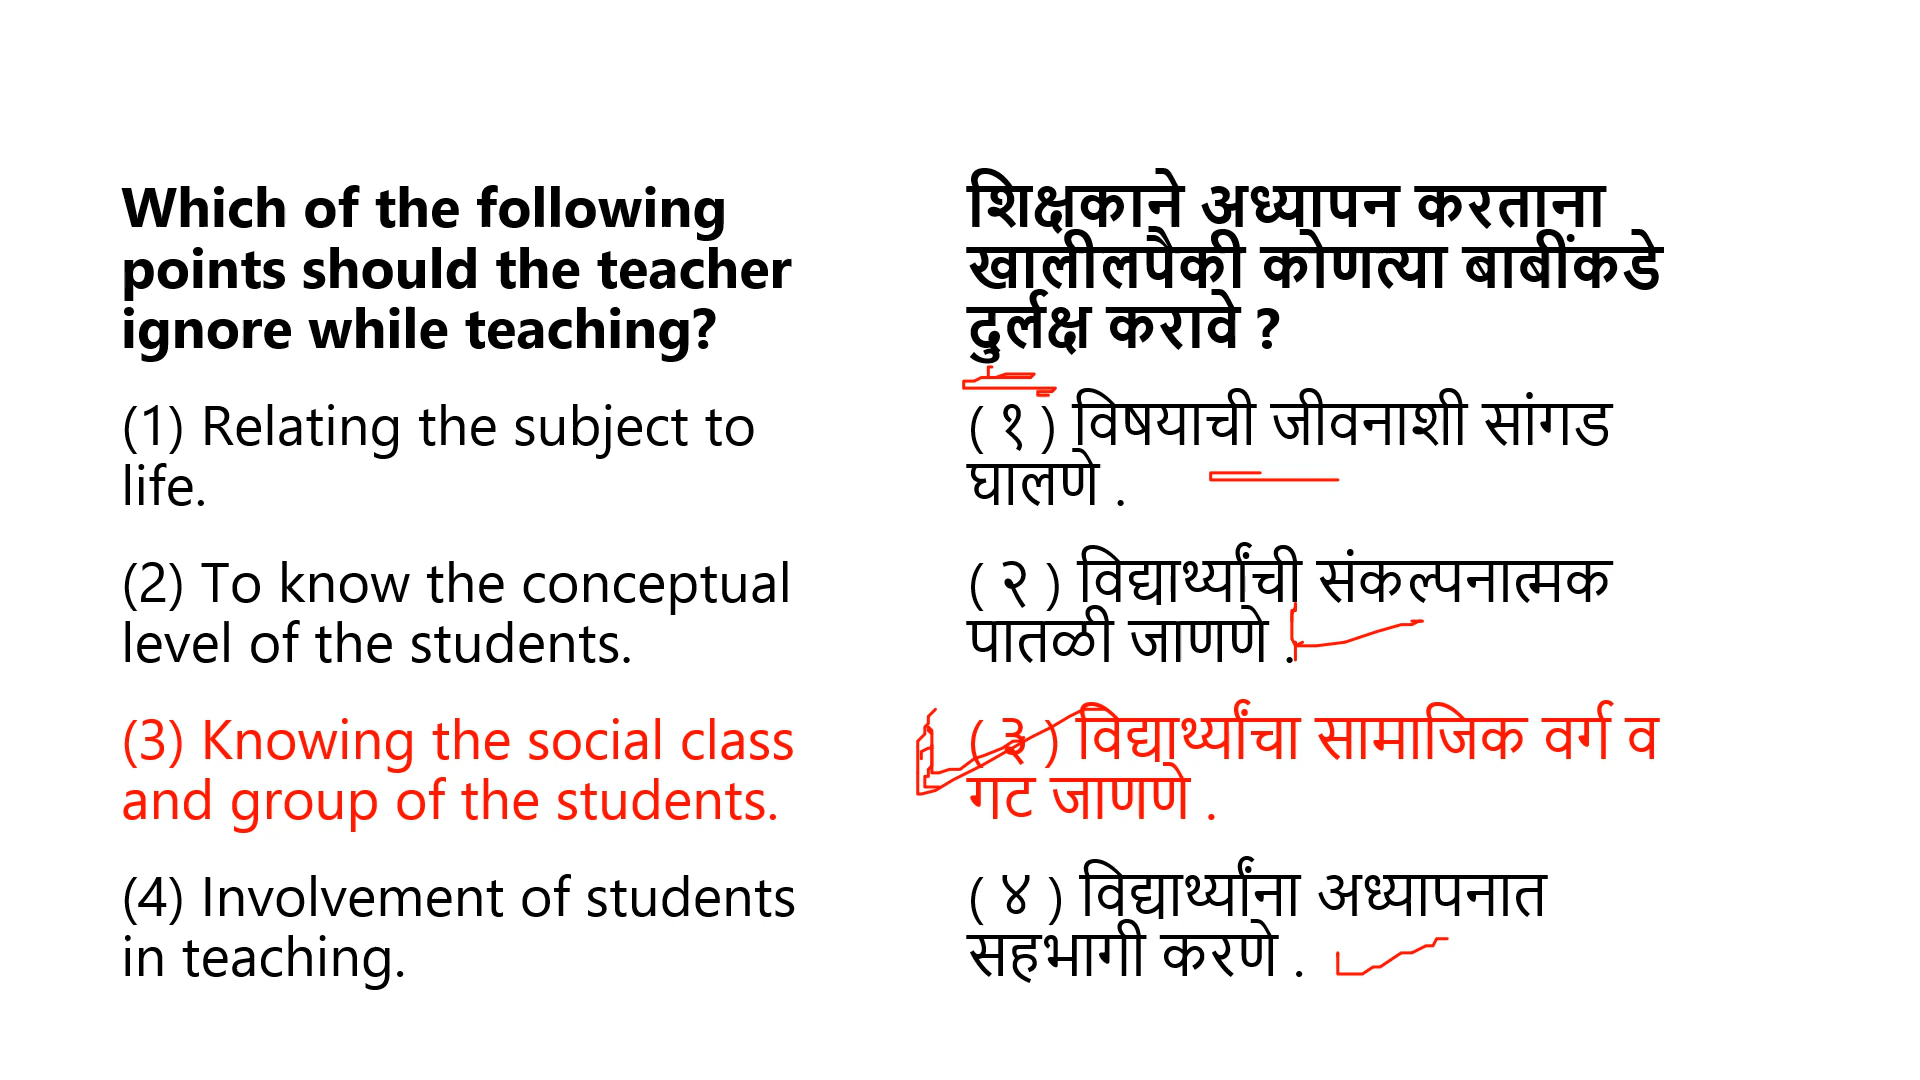 Which of the following
points should the teacher
ignore while teaching?
(1) Relating the subject to
life.
(2) To know the conceptual
level of the students.
(3) Knowing the social class
and group of the students.
(4) Involvement of students
in teaching.
शिक्षकाने अध्यापन करताना
खालीलपैकी कोणत्या बाबींकडे
दुर्लक्ष करावे ?
( १ ) विषयाची जीवनाशी सांगड
घालणे .
( २ ) विद्यार्थ्यांची संकल्पनात्मक
पातळी जाणणे .
( ३ ) विद्यार्थ्यांचा सामाजिक वर्ग व
गट जाणणे .
( ४ ) विद्यार्थ्यांना अध्यापनात
सहभागी करणे .